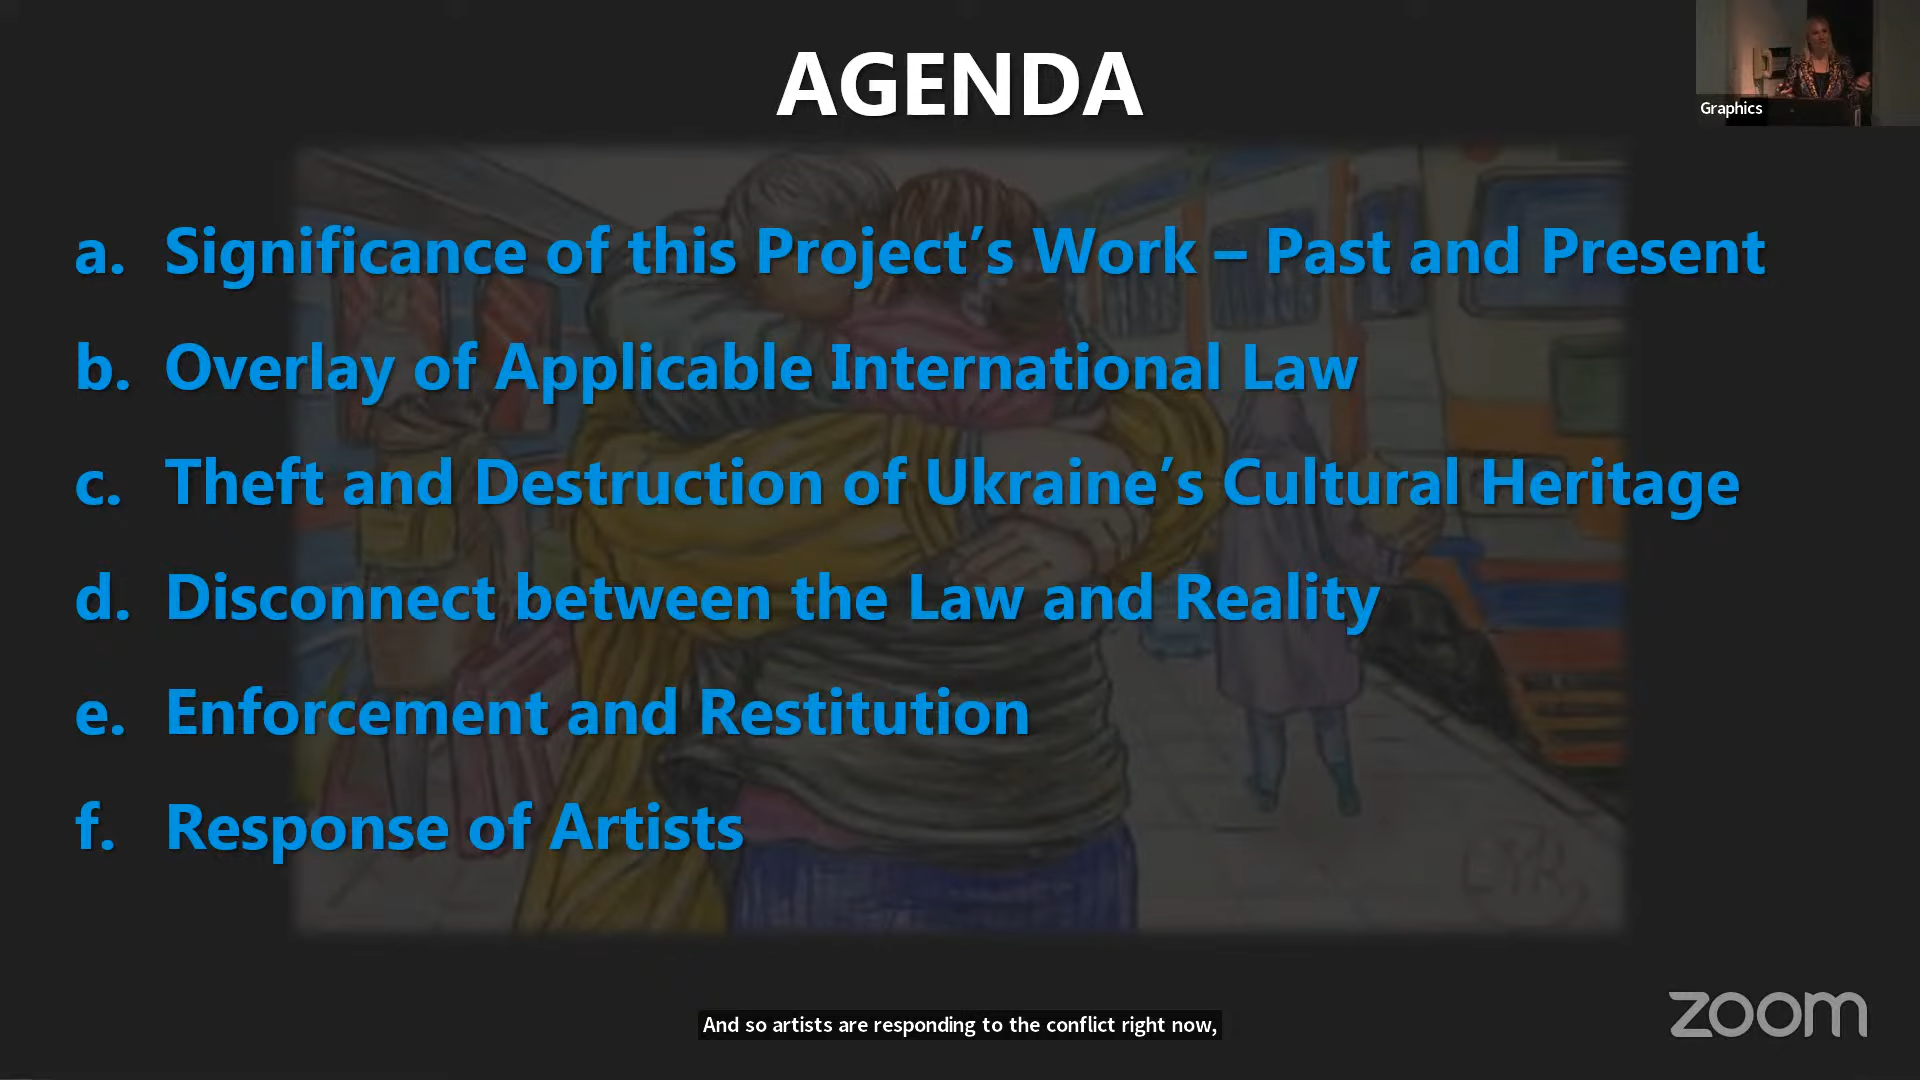 AGENDA
Graphics
a. Significance of this Project’s Work – Past and Present
b. Overlay of Applicable International Law
c. Theft and Destruction of Ukraine’s Cultural Heritage
d. Disconnect between the Law and Reality
e. Enforcement and Restitution
f. Response of Artists
And so artists are responding to the conflict right now,
zoom